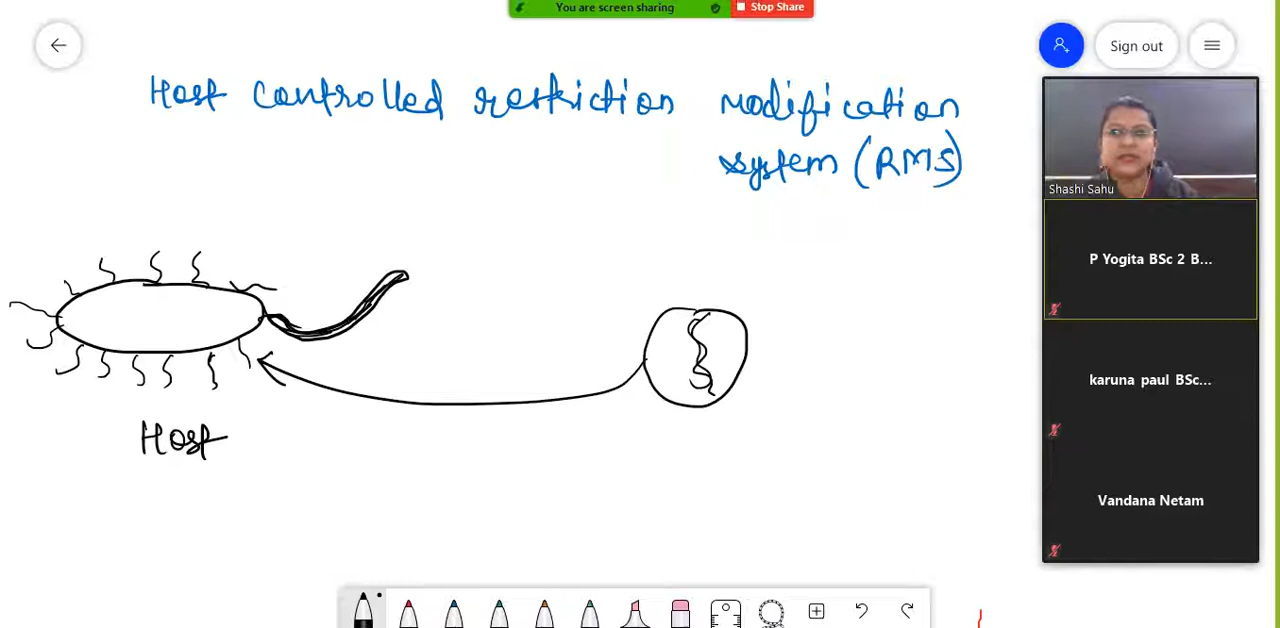 You are screen sharing
Stop Share
Sign out
Host controlled restriction modification
system (RMS)
Shashi Sahu
P Yogita BSc 2 B...
Host
karuna paul BSc...
Vandana Netam